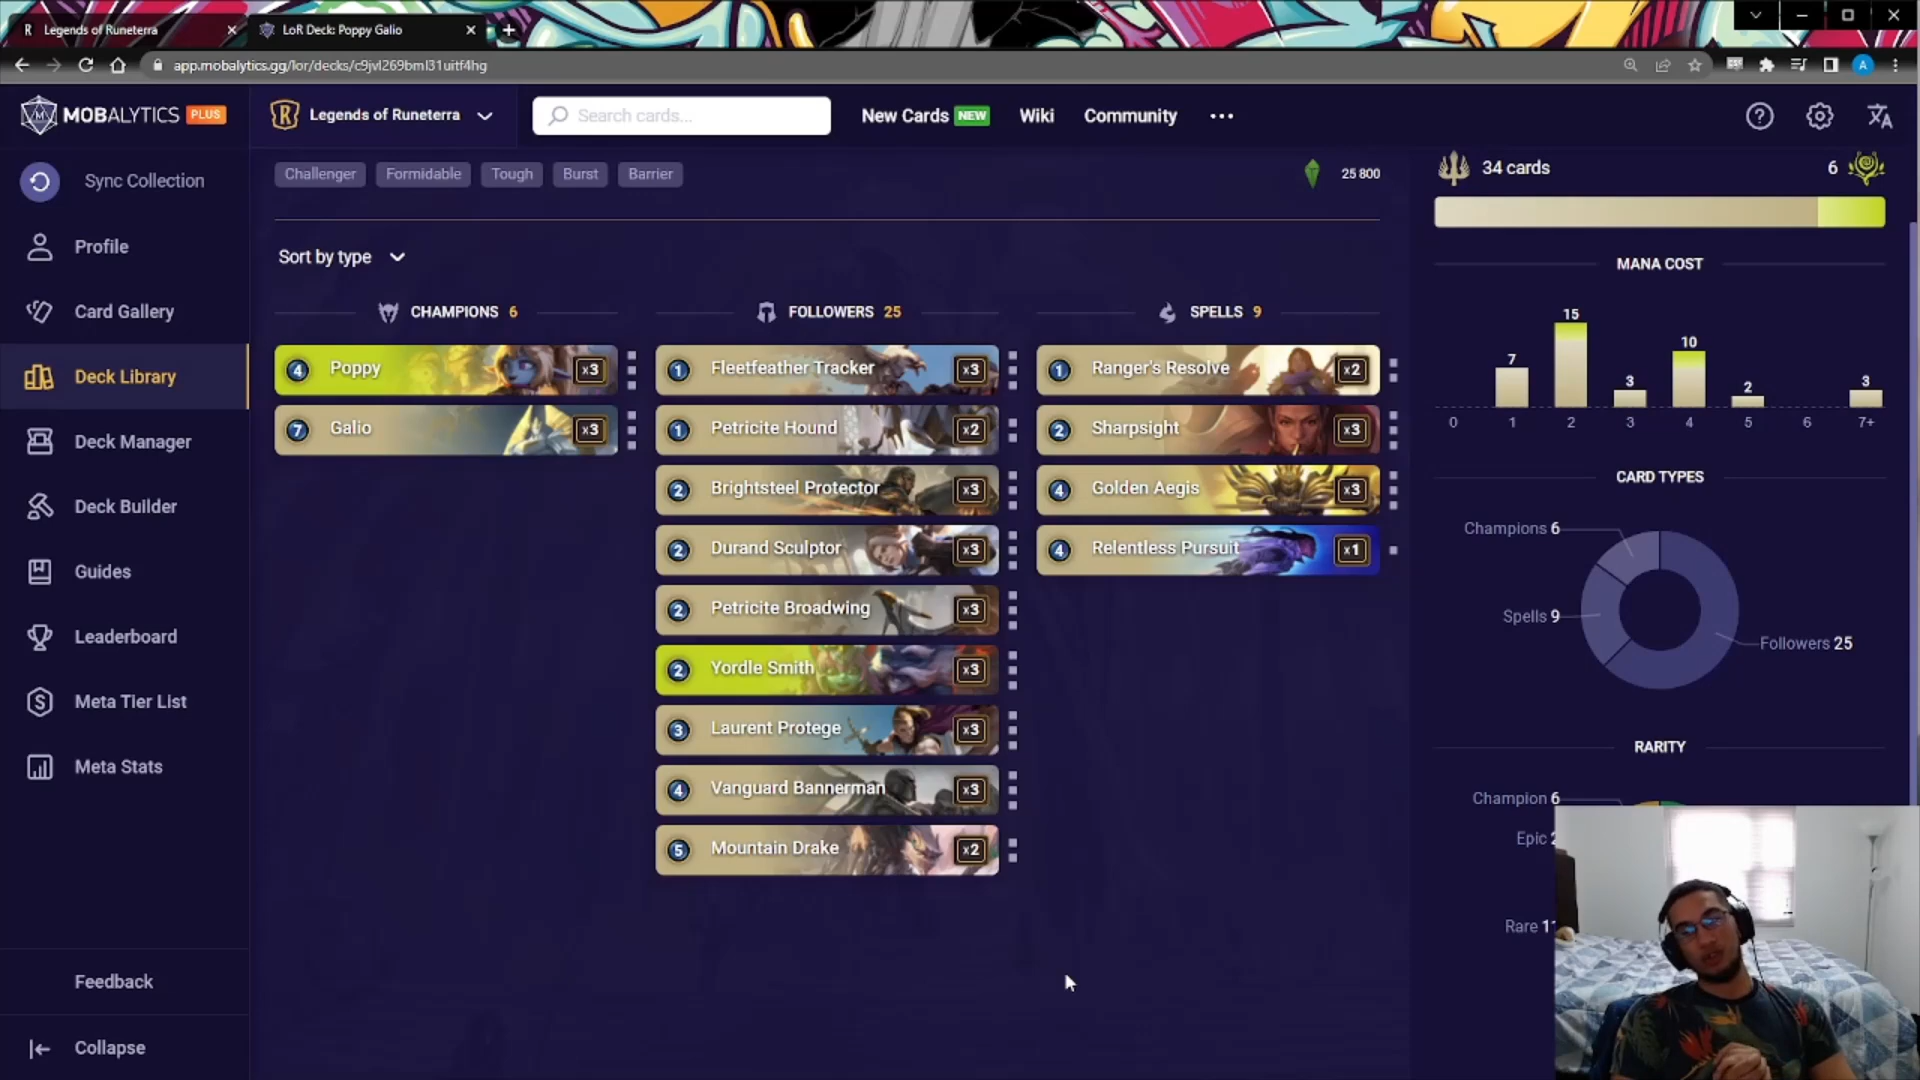 Legends of Runeterra
LoR Deck: Poppy Galio
app.mobalytics.gg/lor/decks/c9jvl269bml31uitf4hg
A
MOBALYTICS PLUS
Legends of Runeterra
Search cards...
New Cards NEW
Wiki
Community
Sync Collection
Profile
Card Gallery
Deck Library
Deck Manager
Deck Builder
Guides
Leaderboard
Meta Tier List
Meta Stats
Feedback
Collapse
Challenger
Formidable
Tough
Burst
Barrier
25 800
Sort by type
CHAMPIONS 6
4 Poppy x3
7 Galio x3
FOLLOWERS 25
1 Fleetfeather Tracker x3
1 Petricite Hound x2
2 Brightsteel Protector x3
2 Durand Sculptor x3
2 Petricite Broadwing x3
2 Yordle Smith x3
3 Laurent Protege x3
4 Vanguard Bannerman x3
5 Mountain Drake x2
SPELLS 9
1 Ranger's Resolve x2
2 Sharpsight x3
4 Golden Aegis x3
4 Relentless Pursuit x1
34 cards
6
MANA COST
7 15 3 10 2 3
0 1 2 3 4 5 6 7+
CARD TYPES
Champions 6
Spells 9
Followers 25
RARITY
Champion 6
Epic
Rare